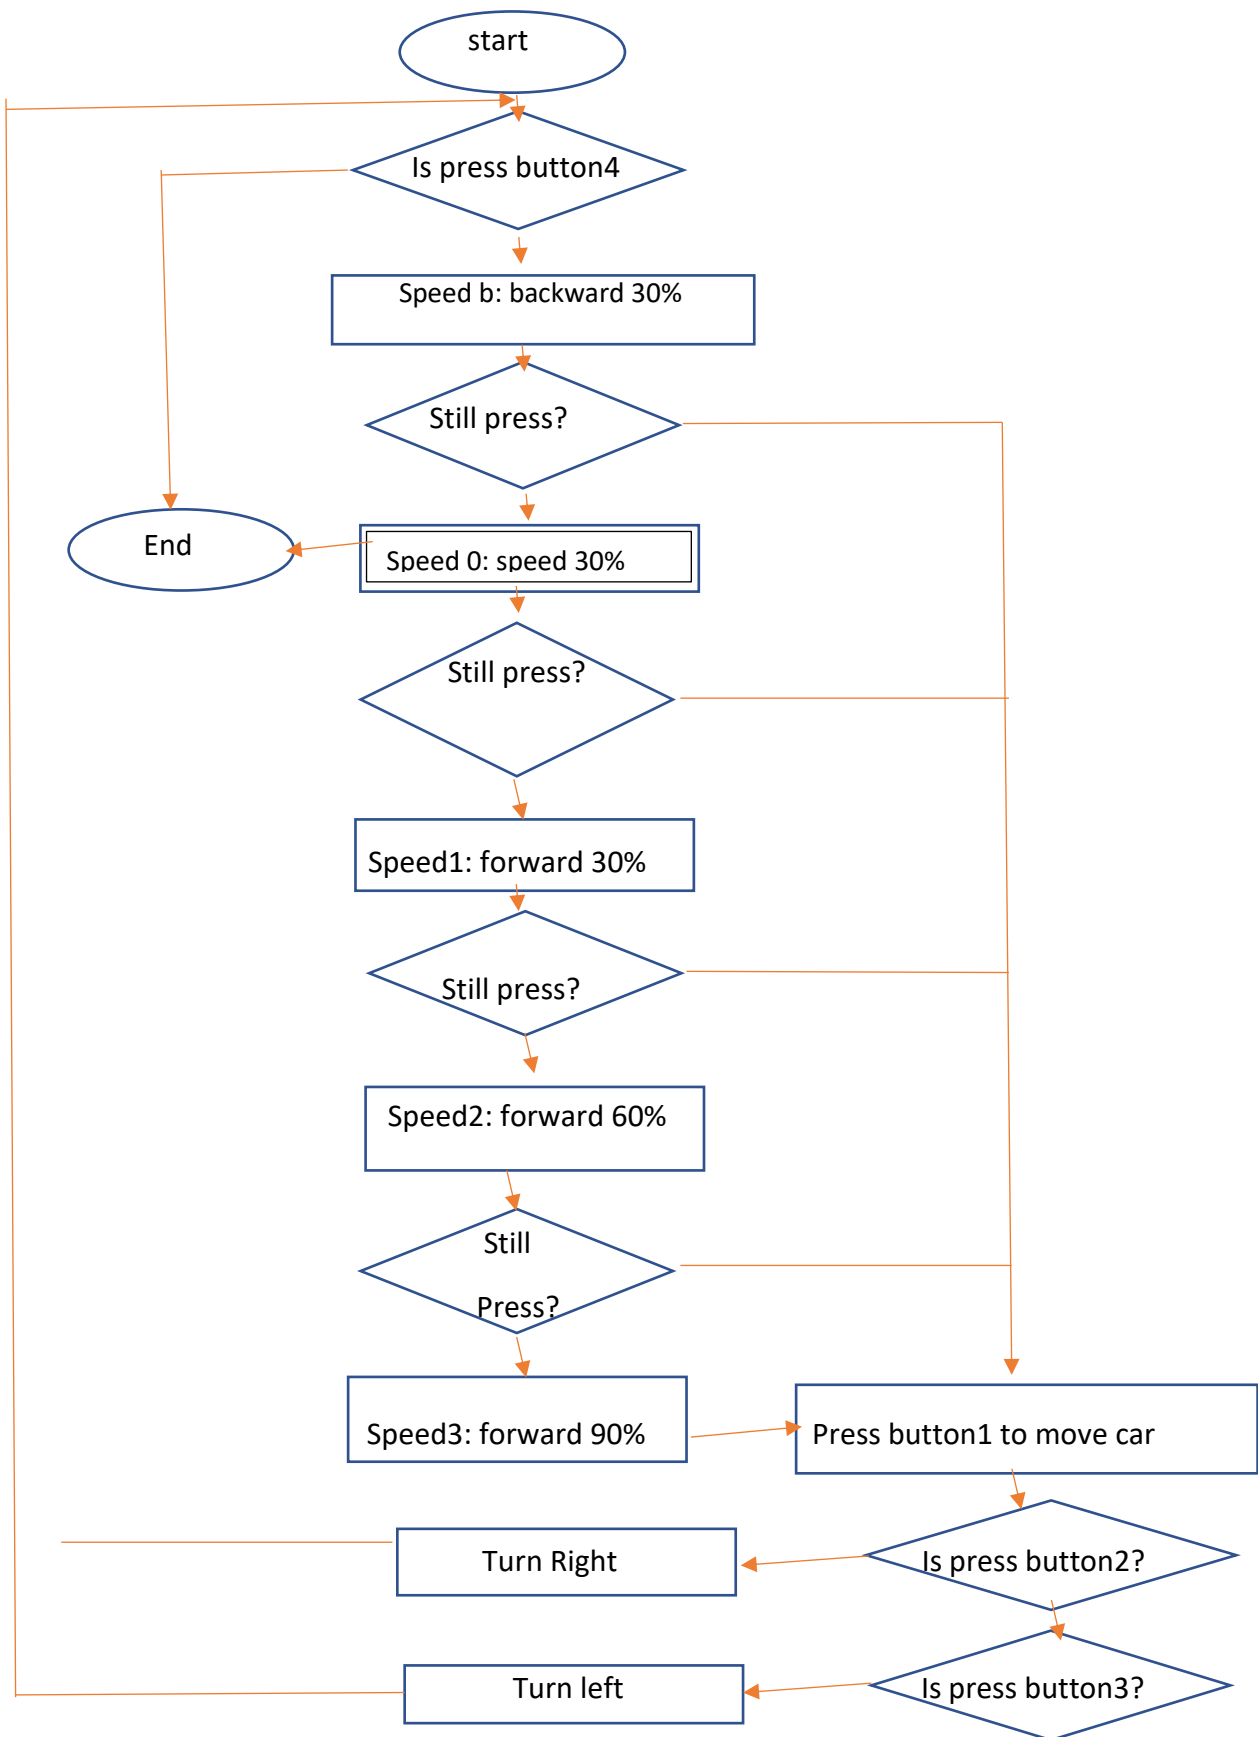 start
Is press button4
Speed b: backward 30%
Still press?
End
Speed 0: speed 30%
Still press?
Speed1: forward 30%
Still press?
Speed2: forward 60%
Still
Press?
Speed3: forward 90%
Press button1 to move car
Turn Right
Is press button2?
Turn left
Is press button3?